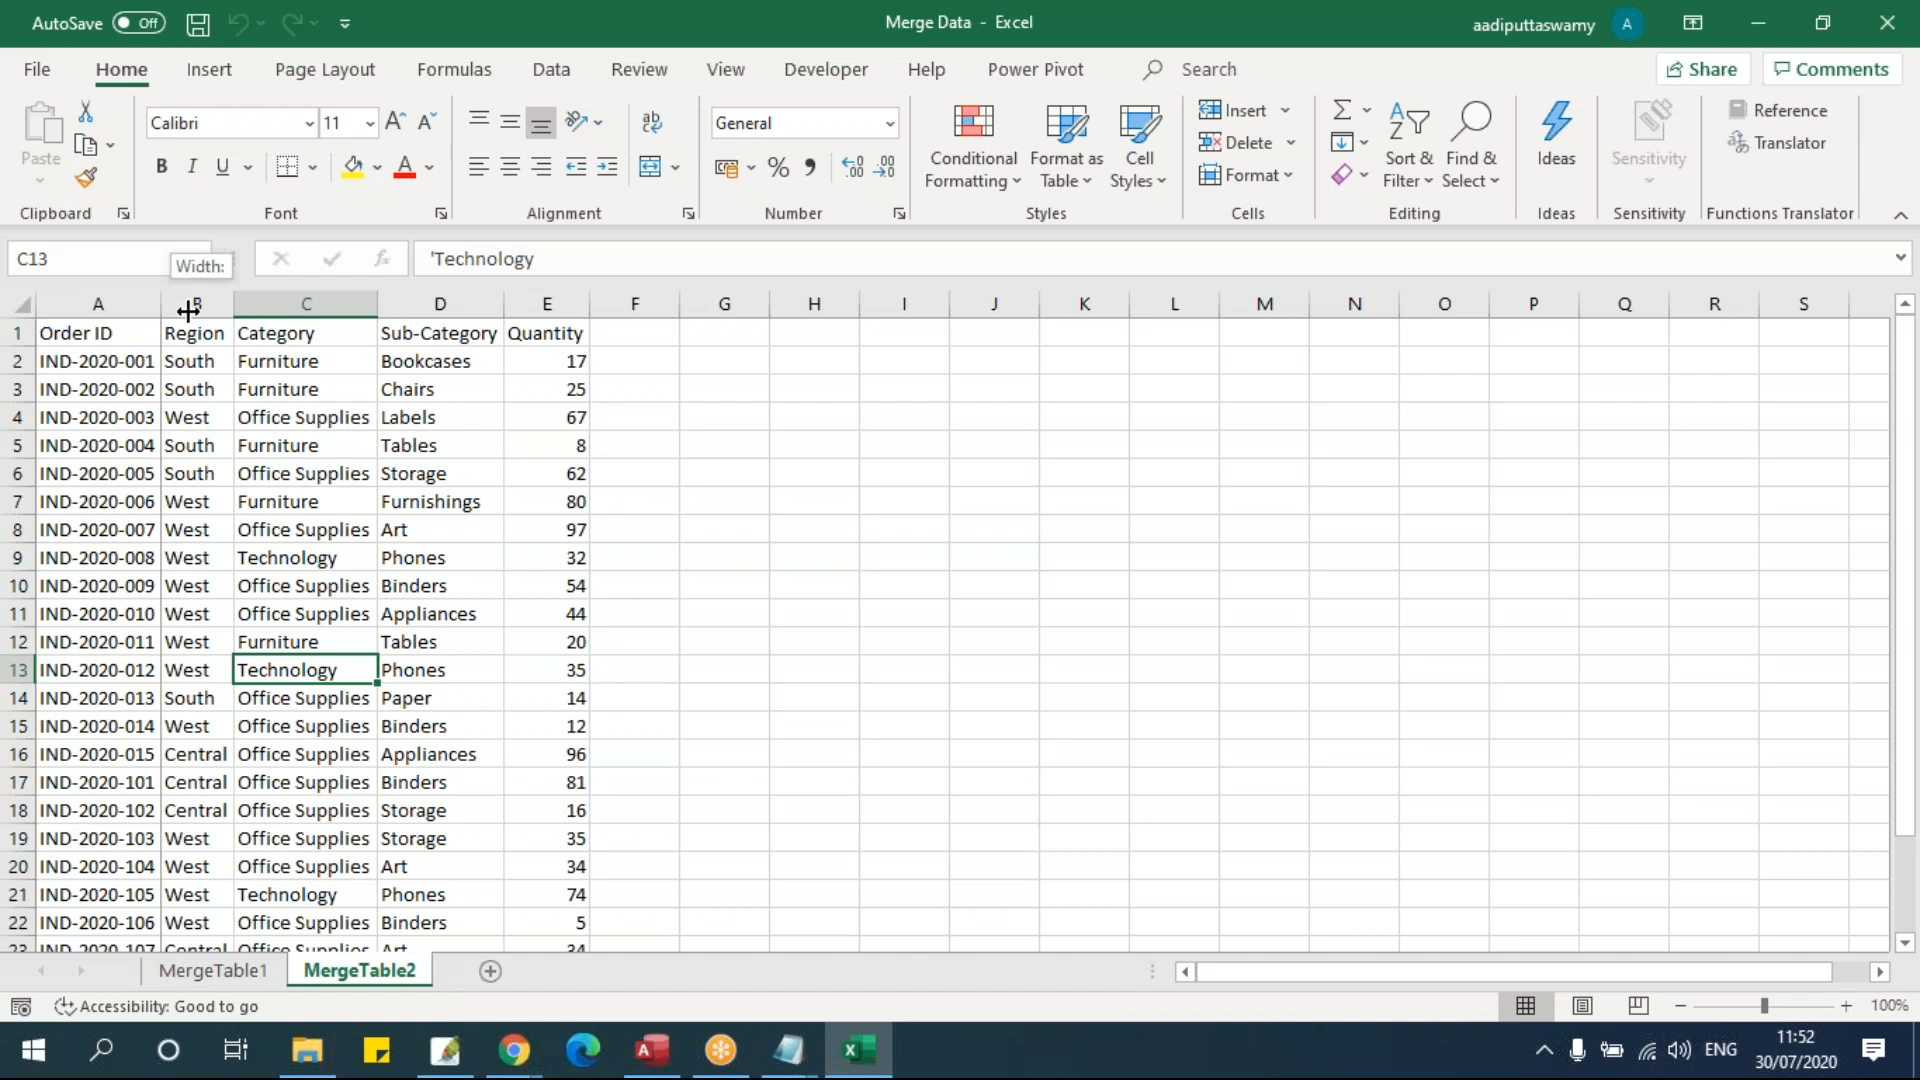 AutoSave Off
Merge Data - Excel
aadiputtaswamy A
File Home Insert Page Layout Formulas Data Review View Developer Help Power Pivot Search Share Comments
Paste
Calibri 11
B I U
General
Conditional Formatting
Format as Table
Cell Styles
Insert
Delete
Format
Sort & Filter
Find & Select
Ideas
Sensitivity
Reference
Translator
Clipboard Font Alignment Number Styles Cells Editing Ideas Sensitivity Functions Translator
C13 Width: fx 'Technology
A B C D E F G H I J K L M N O P Q R S
1 Order ID Region Category Sub-Category Quantity
2 IND-2020-001 South Furniture Bookcases 17
3 IND-2020-002 South Furniture Chairs 25
4 IND-2020-003 West Office Supplies Labels 67
5 IND-2020-004 South Furniture Tables 8
6 IND-2020-005 South Office Supplies Storage 62
7 IND-2020-006 West Furniture Furnishings 80
8 IND-2020-007 West Office Supplies Art 97
9 IND-2020-008 West Technology Phones 32
10 IND-2020-009 West Office Supplies Binders 54
11 IND-2020-010 West Office Supplies Appliances 44
12 IND-2020-011 West Furniture Tables 20
13 IND-2020-012 West Technology Phones 35
14 IND-2020-013 South Office Supplies Paper 14
15 IND-2020-014 West Office Supplies Binders 12
16 IND-2020-015 Central Office Supplies Appliances 96
17 IND-2020-101 Central Office Supplies Binders 81
18 IND-2020-102 Central Office Supplies Storage 16
19 IND-2020-103 West Office Supplies Storage 35
20 IND-2020-104 West Office Supplies Art 34
21 IND-2020-105 West Technology Phones 74
22 IND-2020-106 West Office Supplies Binders 5
23 IND-2020-107 Central Office Supplies Art 34
MergeTable1 MergeTable2
Accessibility: Good to go
100%
ENG
11:52
30/07/2020